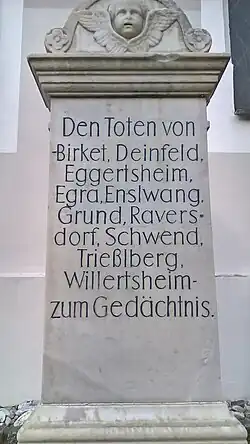 Den Toten von
-Birket, Deinfeld,
Eggertsheim,
Egra, Enslwang.
Grund, Ravers-
dorf, Schwend,
Trießlberg,
Willertsheim-
zum Gedächtnis.